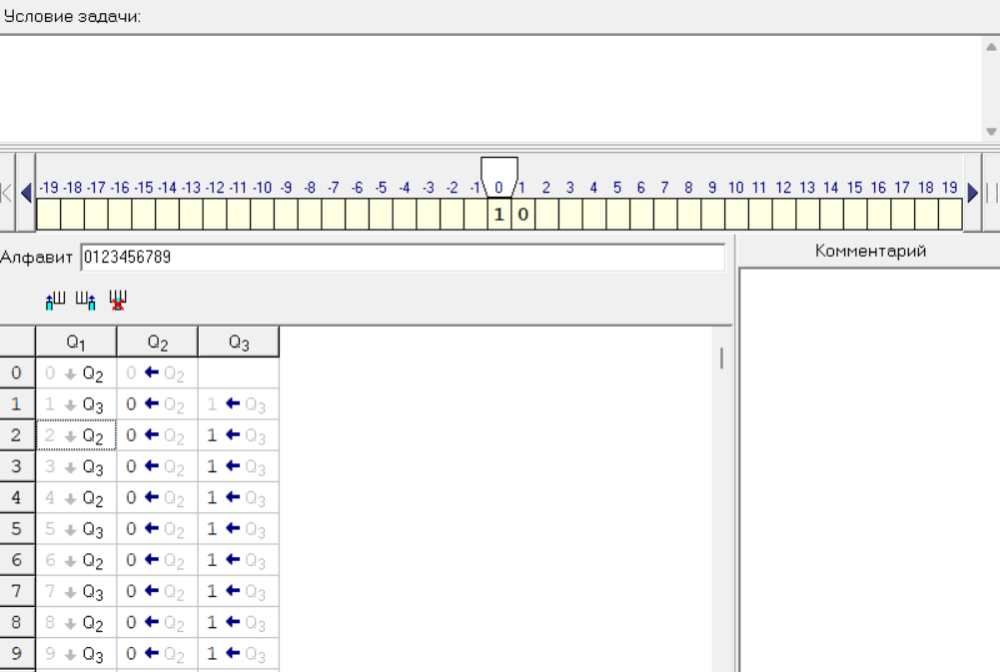 Условие задачи:
-19 -18 -17 -16 -15 -14 -13 -12 -11 -10 -9 -8 -7 -6 -5 -4 -3 -2 -1 0 1 2 3 4 5 6 7 8 9 10 11 12 13 14 15 16 17 18 19
1 0
Алфавит 0123456789
Комментарий
Q1 Q2 Q3
0 0 Q2 0 ← Q2
1 1 Q3 0 ← Q2 1 ← Q3
2 2 Q2 0 ← Q2 1 ← Q3
3 3 Q3 0 ← Q2 1 ← Q3
4 4 Q2 0 ← Q2 1 ← Q3
5 5 Q3 0 ← Q2 1 ← Q3
6 6 Q2 0 ← Q2 1 ← Q3
7 7 Q3 0 ← Q2 1 ← Q3
8 8 Q2 0 ← Q2 1 ← Q3
9 9 Q3 0 ← Q2 1 ← Q3